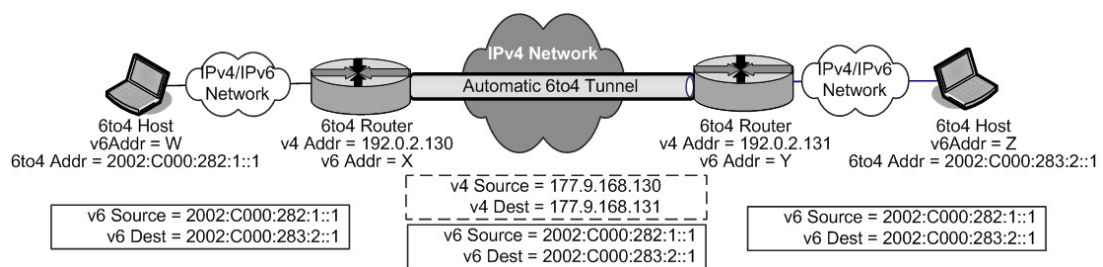 IPv4 Network
IPv4/IPv6
Network
Automatic 6to4 Tunnel
IPv4/IPv6
Network
6to4 Host
v6Addr = W
6to4 Addr = 2002:C000:282:1::1
6to4 Router
v4 Addr = 192.0.2.130
v6 Addr = X
6to4 Router
v4 Addr = 192.0.2.131
v6 Addr = Y
6to4 Host
v6Addr = Z
6to4 Addr = 2002:C000:283:2::1
v4 Source = 177.9.168.130
v4 Dest = 177.9.168.131
v6 Source = 2002:C000:282:1::1
v6 Dest = 2002:C000:283:2::1
v6 Source = 2002:C000:282:1::1
v6 Dest = 2002:C000:283:2::1
v6 Source = 2002:C000:282:1::1
v6 Dest = 2002:C000:283:2::1